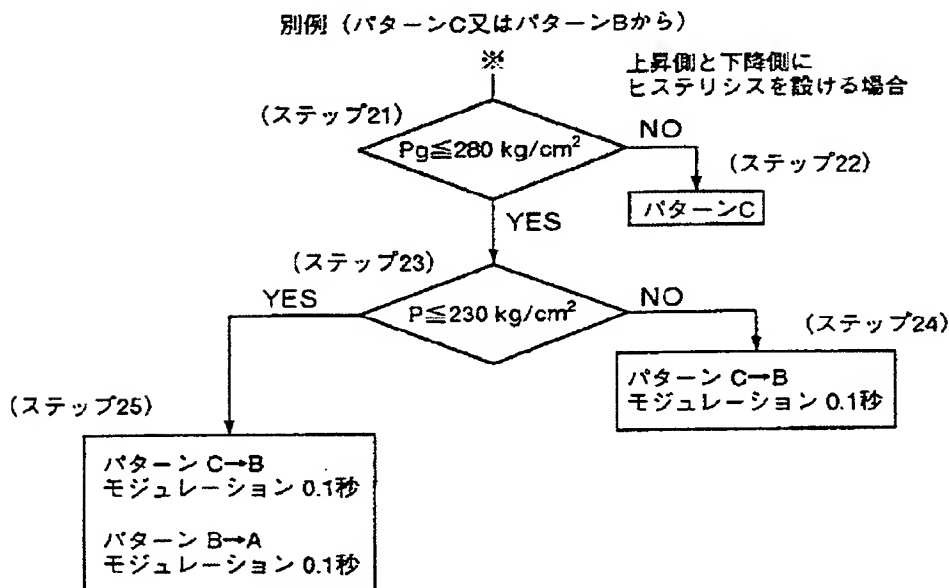 別例（パターンC又はパターンBから）
※
上昇側と下降側に
ヒステリシスを設ける場合
（ステップ21）
Pg≦280 kg/cm²
NO
（ステップ22）
パターンC
YES
（ステップ23）
YES
P≦230 kg/cm²
NO
（ステップ24）
パターン C→B
モジュレーション 0.1秒
（ステップ25）
パターン C→B
モジュレーション 0.1秒
パターン B→A
モジュレーション 0.1秒